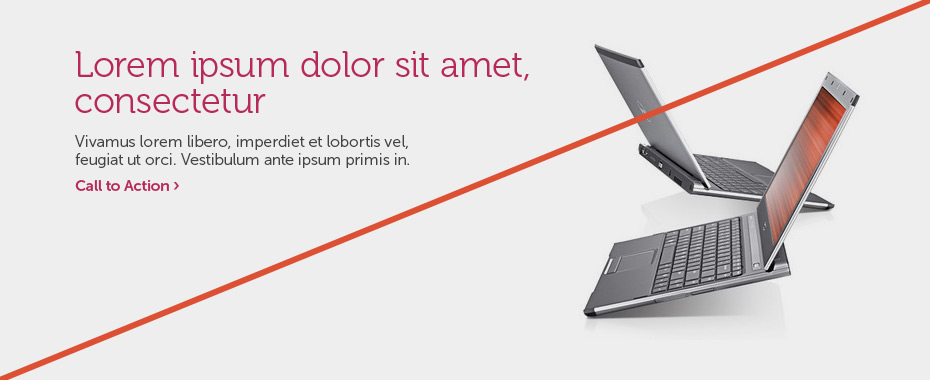 Lorem ipsum dolor sit amet,
consectetur
Vivamus lorem libero, imperdiet et lobortis vel,
feugiat ut orci. Vestibulum ante ipsum primis in.
Call to Action ›